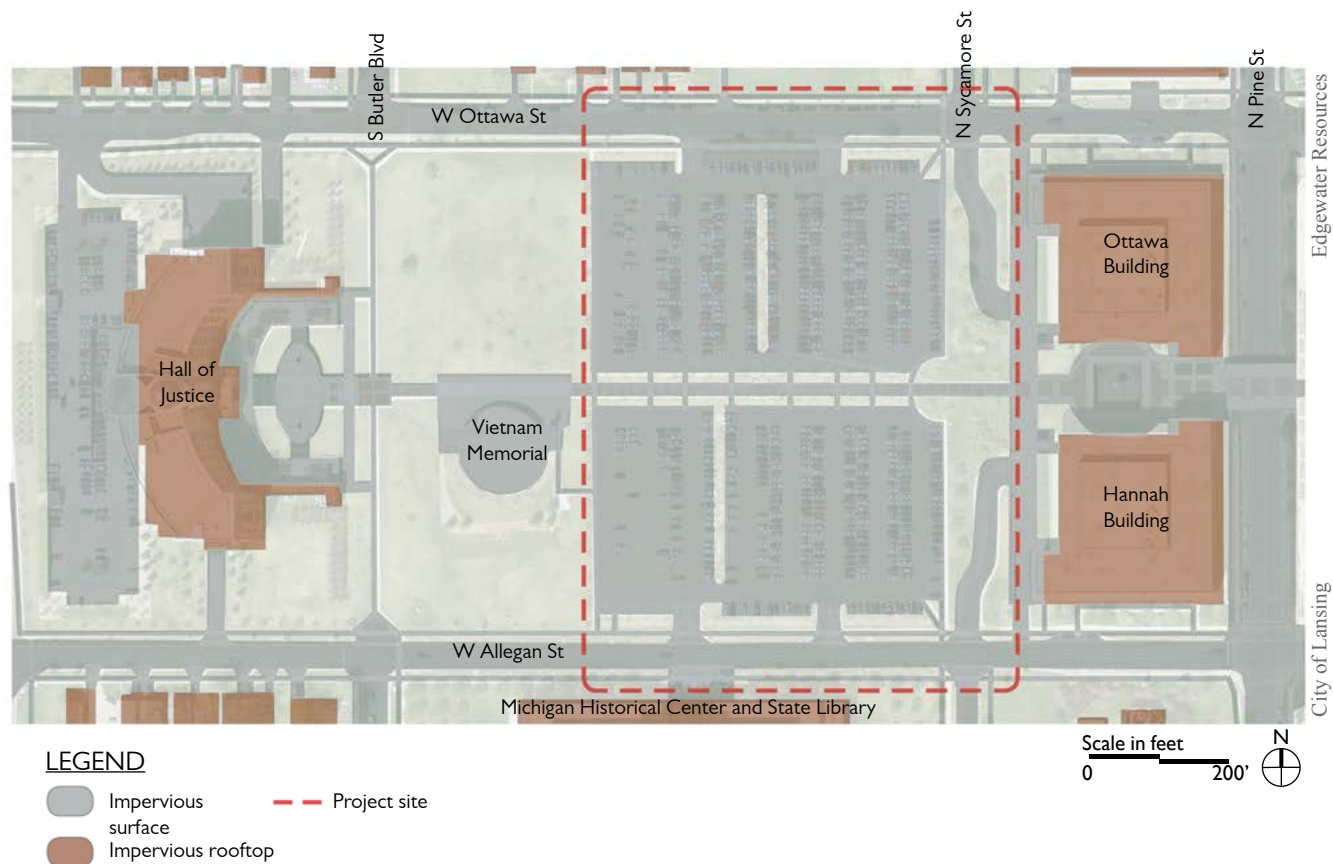 S Butler Blvd
N Sycamore St
N Pine St
W Ottawa St
Edgewater Resources
Ottawa
Building
Hall of
Justice
Vietnam
Memorial
Hannah
Building
W Allegan St
City of Lansing
Michigan Historical Center and State Library
LEGEND
Impervious
surface
Impervious rooftop
Project site
Scale in feet
0 200'
N